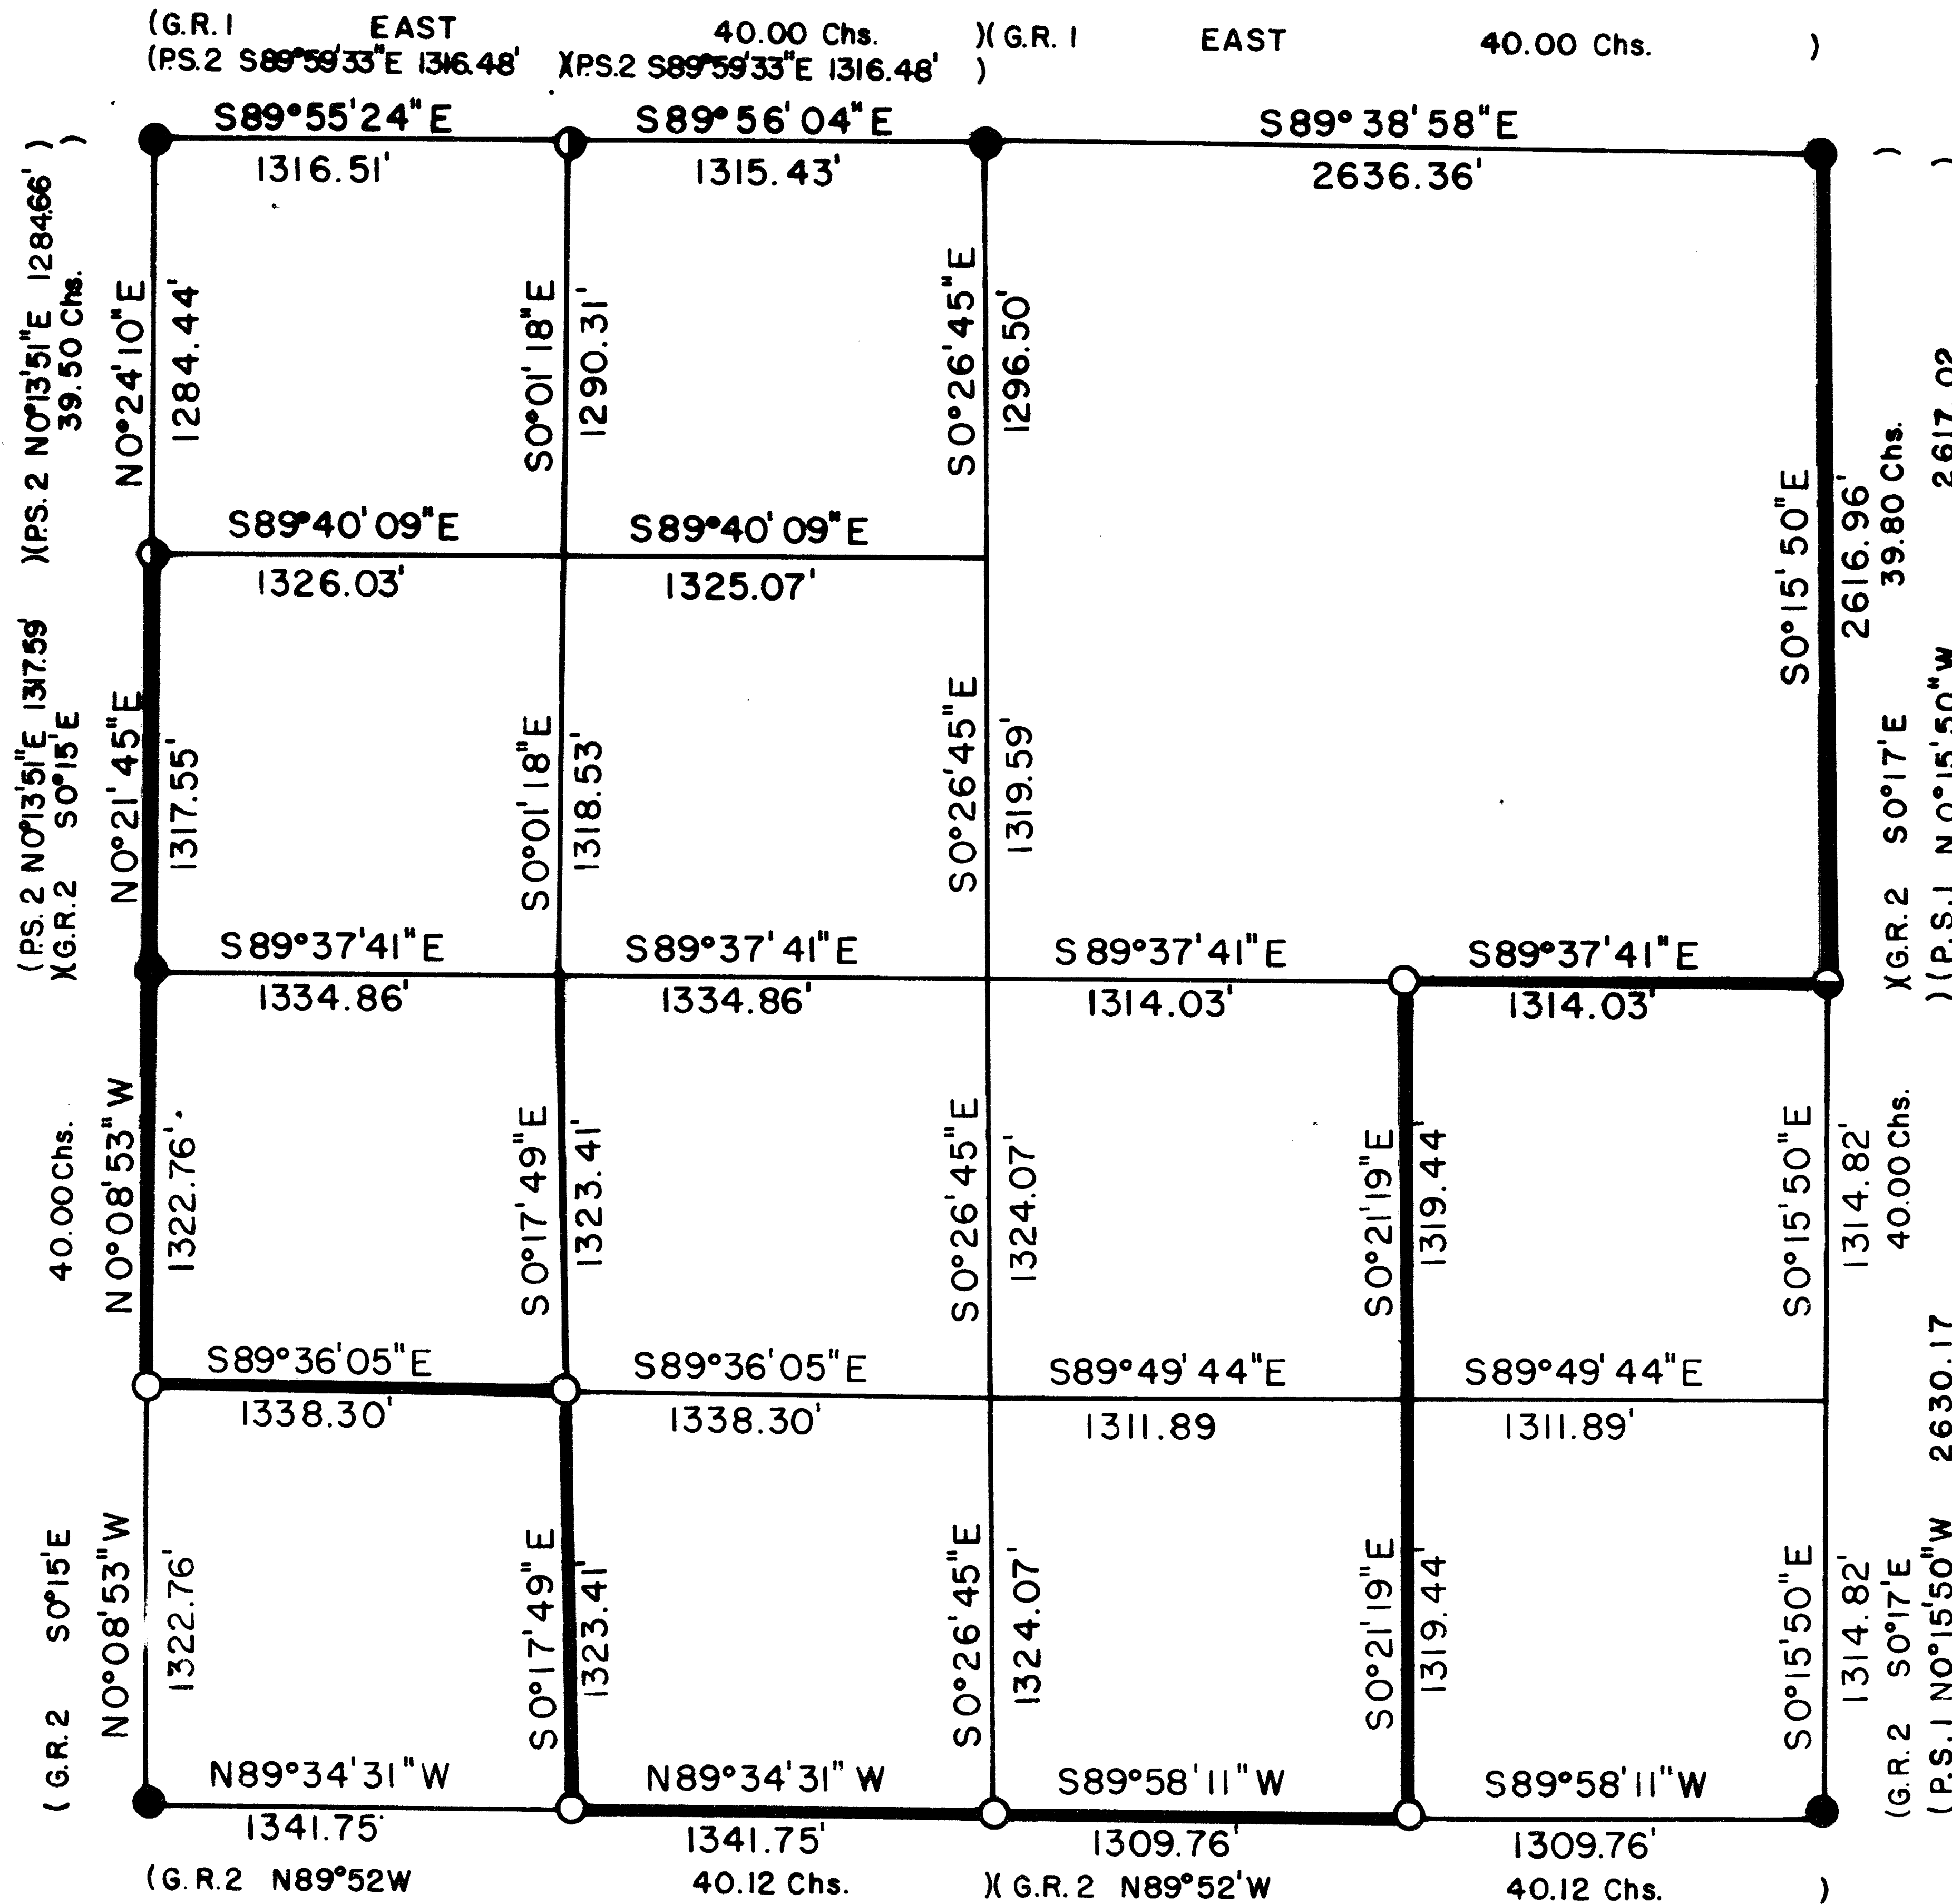 (G.R.1 EAST 40.00 Chs. )(G.R.1 EAST 40.00 Chs. )
(P.S.2 S89°59'33"E 1316.48' )(P.S.2 S89°59'33"E 1316.48' )
S89°55'24"E
1316.51'
S89°56'04"E
1315.43'
S89°38'58"E
2636.36'
(P.S.2 N0°13'51"E 1317.59' )(P.S.2 N0°13'51"E 1284.66' )
)(G.R.2 S0°15'E 39.50 Chs. )
N0°24'10"E
1284.44'
S0°01'18"E
1290.31'
S0°26'45"E
1296.50'
S0°15'50"E
2616.96'
)(G.R.2 S0°17'E 39.80 Chs. )
)(P.S.1 N0°15'50"W 2617.02 )
S89°40'09"E
1326.03'
S89°40'09"E
1325.07'
N0°21'45"E
1317.55'
S0°01'18"E
1318.53'
S0°26'45"E
1319.59'
S89°37'41"E
1334.86'
S89°37'41"E
1334.86'
S89°37'41"E
1314.03'
S89°37'41"E
1314.03'
(G.R.2 S0°15'E 40.00Chs.
N0°08'53"W
1322.76'
S0°17'49"E
1323.41'
S0°26'45"E
1324.07'
S0°21'19"E
1319.44'
S0°15'50"E
1314.82'
(G.R.2 S0°17'E 40.00Chs.
(P.S.1 N0°15'50"W 2630.17
S89°36'05"E
1338.30'
S89°36'05"E
1338.30'
S89°49'44"E
1311.89
S89°49'44"E
1311.89'
N0°08'53"W
1322.76'
S0°17'49"E
1323.41'
S0°26'45"E
1324.07'
S0°21'19"E
1319.44'
S0°15'50"E
1314.82'
N89°34'31"W
1341.75'
N89°34'31"W
1341.75'
S89°58'11"W
1309.76'
S89°58'11"W
1309.76'
(G.R.2 N89°52W 40.12 Chs. )(G.R.2 N89°52'W 40.12 Chs. )